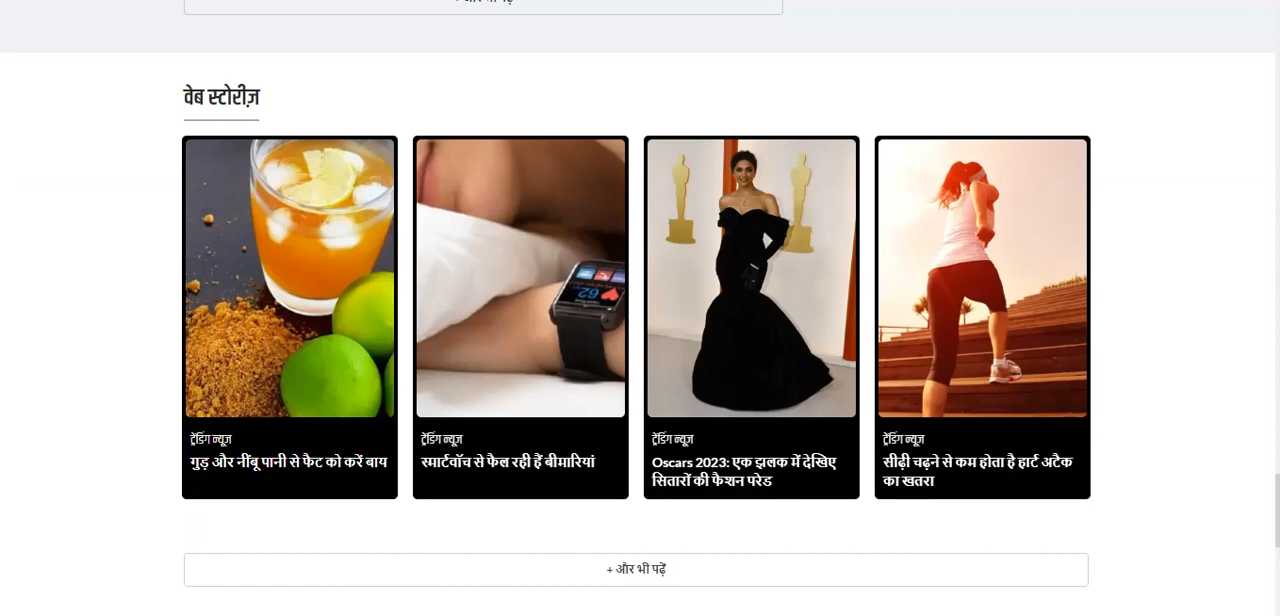 वेब स्टोरीज़
ट्रेंडिंग न्यूज़
गुड़ और नींबू पानी से फैट को करें बाय
ट्रेंडिंग न्यूज़
स्मार्टवॉच से फैल रही हैं बीमारियां
ट्रेंडिंग न्यूज़
Oscars 2023: एक झलक में देखिए
सितारों की फैशन परेड
ट्रेंडिंग न्यूज़
सीढ़ी चढ़ने से कम होता है हार्ट अटैक
का खतरा
+ और भी पढ़ें